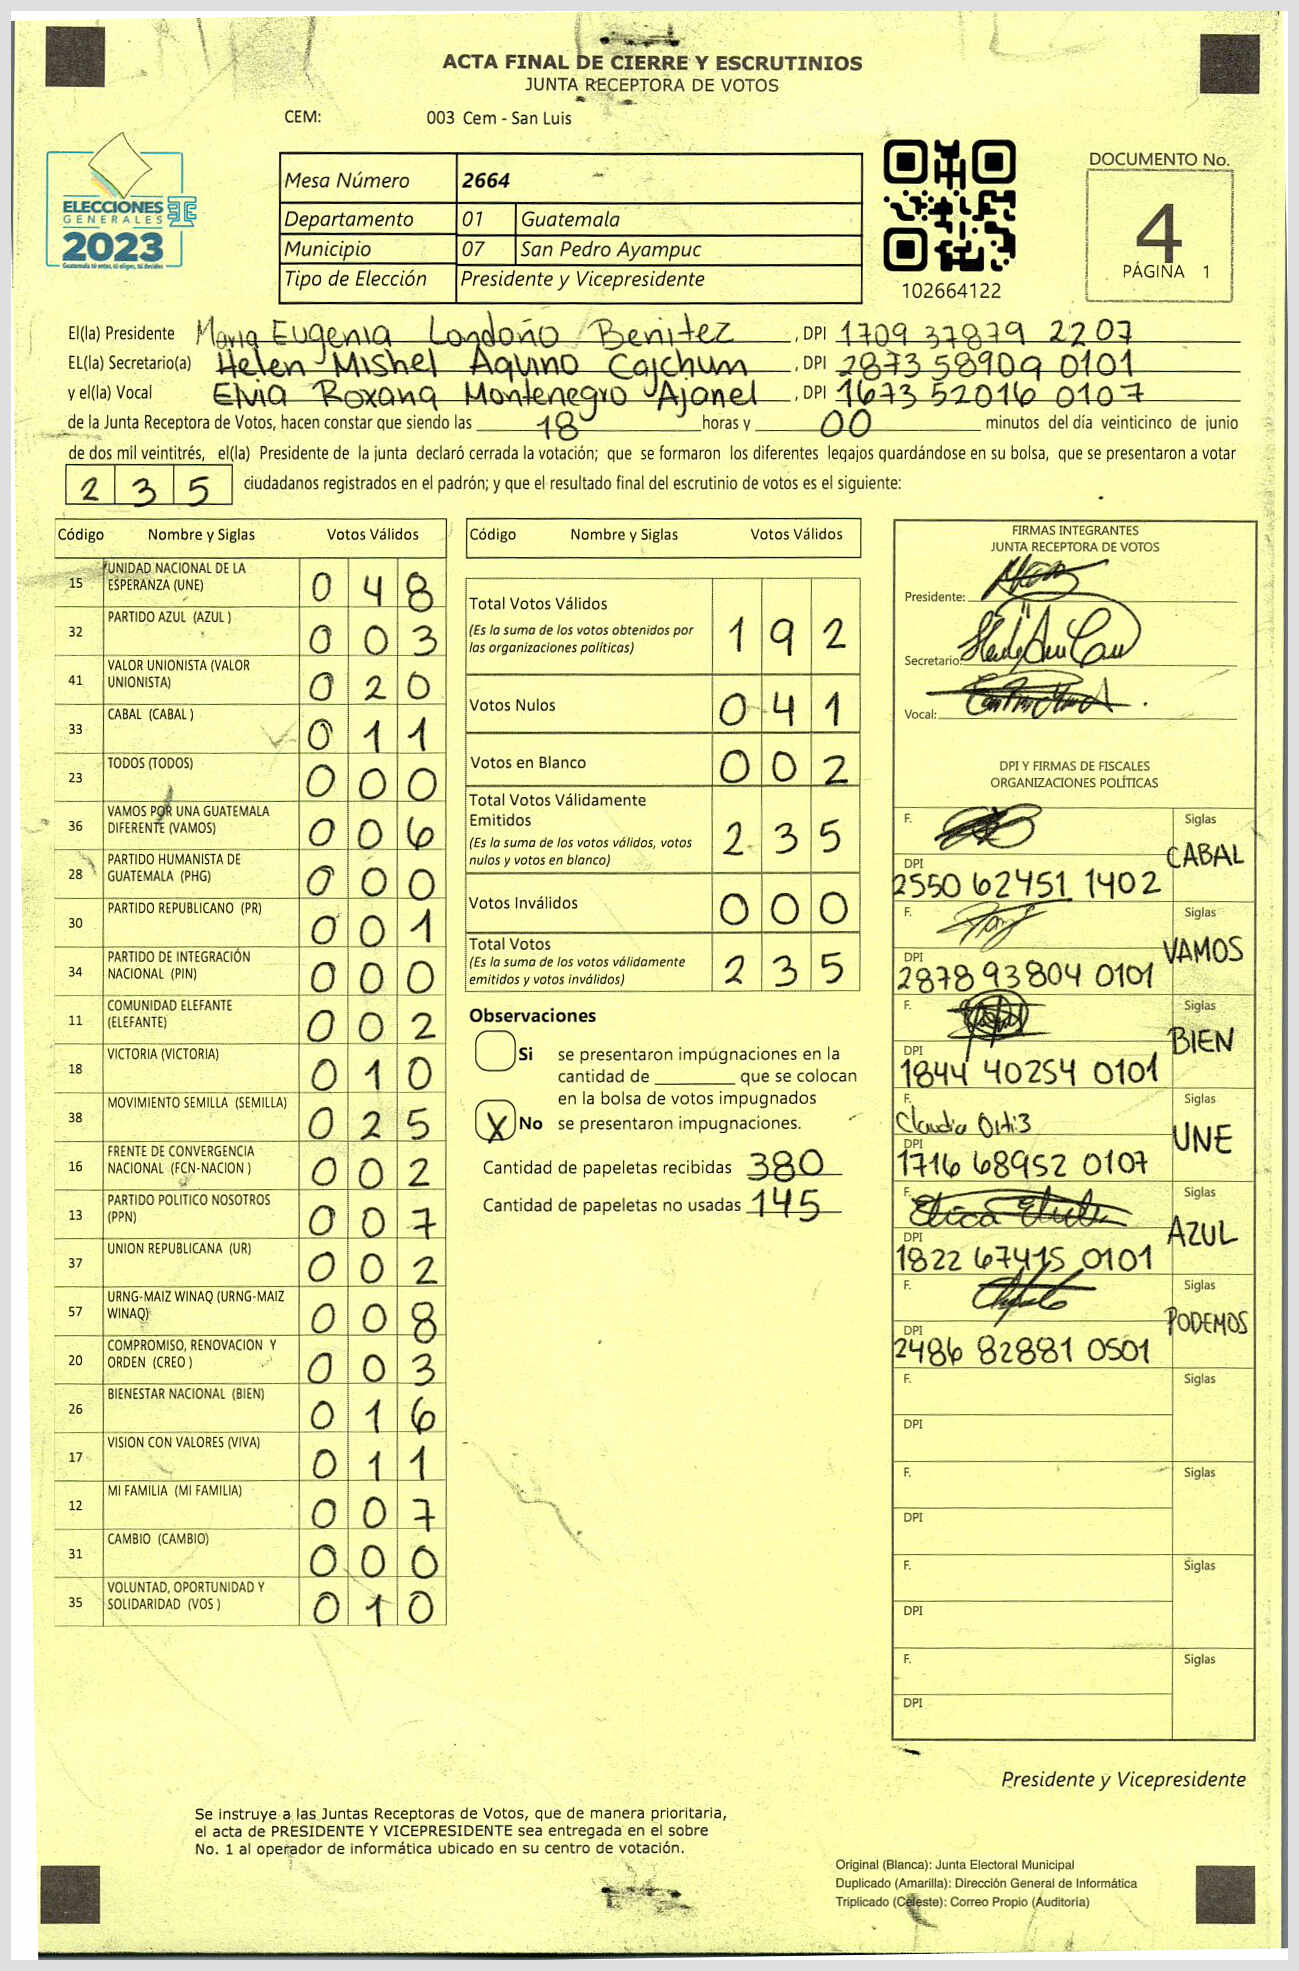 ACTA FINAL DE CIERRE Y ESCRUTINIOS
JUNTA RECEPTORA DE VOTOS
CEM: 003 Cem - San Luis
ELECCIONES
GENERALES
2023
Guatemala tú votas, tú eliges, tú decides
Mesa Número 2664
Departamento 01 Guatemala
Municipio 07 San Pedro Ayampuc
Tipo de Elección Presidente y Vicepresidente
102664122
DOCUMENTO No.
4
PÁGINA 1
El(la) Presidente Maria Eugenia Londoño Benitez, DPI 1709 37879 2207
EL(la) Secretario(a) Helen Mishel Aquino Cajchum, DPI 2873 58909 0101
y el(la) Vocal Elvia Roxana Montenegro Ajanel, DPI 1673 52016 0107
de la Junta Receptora de Votos, hacen constar que siendo las 18 horas y 00 minutos del día veinticinco de junio
de dos mil veintitrés, el(la) Presidente de la junta declaró cerrada la votación; que se formaron los diferentes legajos guardándose en su bolsa, que se presentaron a votar
2 3 5 ciudadanos registrados en el padrón; y que el resultado final del escrutinio de votos es el siguiente:
Código Nombre y Siglas Votos Válidos
15 UNIDAD NACIONAL DE LA ESPERANZA (UNE) 0 4 8
32 PARTIDO AZUL (AZUL ) 0 0 3
41 VALOR UNIONISTA (VALOR UNIONISTA) 0 2 0
33 CABAL (CABAL ) 0 1 1
23 TODOS (TODOS) 0 0 0
36 VAMOS POR UNA GUATEMALA DIFERENTE (VAMOS) 0 0 6
28 PARTIDO HUMANISTA DE GUATEMALA (PHG) 0 0 0
30 PARTIDO REPUBLICANO (PR) 0 0 1
34 PARTIDO DE INTEGRACIÓN NACIONAL (PIN) 0 0 0
11 COMUNIDAD ELEFANTE (ELEFANTE) 0 0 2
18 VICTORIA (VICTORIA) 0 1 0
38 MOVIMIENTO SEMILLA (SEMILLA) 0 2 5
16 FRENTE DE CONVERGENCIA NACIONAL (FCN-NACION ) 0 0 2
13 PARTIDO POLITICO NOSOTROS (PPN) 0 0 7
37 UNION REPUBLICANA (UR) 0 0 2
57 URNG-MAIZ WINAQ (URNG-MAIZ WINAQ) 0 0 8
20 COMPROMISO, RENOVACION Y ORDEN (CREO ) 0 0 3
26 BIENESTAR NACIONAL (BIEN) 0 1 6
17 VISION CON VALORES (VIVA) 0 1 1
12 MI FAMILIA (MI FAMILIA) 0 0 7
31 CAMBIO (CAMBIO) 0 0 0
35 VOLUNTAD, OPORTUNIDAD Y SOLIDARIDAD (VOS ) 0 1 0
Código Nombre y Siglas Votos Válidos
Total Votos Válidos 1 9 2
(Es la suma de los votos obtenidos por
las organizaciones políticas)
Votos Nulos 0 4 1
Votos en Blanco 0 0 2
Total Votos Válidamente
Emitidos 2 3 5
(Es la suma de los votos válidos, votos
nulos y votos en blanco)
Votos Inválidos 0 0 0
Total Votos 2 3 5
(Es la suma de los votos válidamente
emitidos y votos inválidos)
Observaciones
Si se presentaron impugnaciones en la
cantidad de ________ que se colocan
en la bolsa de votos impugnados
X No se presentaron impugnaciones.
Cantidad de papeletas recibidas 380
Cantidad de papeletas no usadas 145
FIRMAS INTEGRANTES
JUNTA RECEPTORA DE VOTOS
Presidente:
Secretario:
Vocal:
DPI Y FIRMAS DE FISCALES
ORGANIZACIONES POLÍTICAS
F. Siglas CABAL
DPI 2550 62451 1402
F. Siglas VAMOS
DPI 2878 93804 0101
F. Siglas BIEN
DPI 1844 40254 0101
F. Claudia Ortiz Siglas UNE
DPI 1716 68952 0107
F. Siglas AZUL
DPI 1822 67415 0101
F. Siglas PODEMOS
DPI 2486 82881 0501
F. Siglas
DPI
F. Siglas
DPI
F. Siglas
DPI
F. Siglas
DPI
Presidente y Vicepresidente
Se instruye a las Juntas Receptoras de Votos, que de manera prioritaria,
el acta de PRESIDENTE Y VICEPRESIDENTE sea entregada en el sobre
No. 1 al operador de informática ubicado en su centro de votación.
Original (Blanca): Junta Electoral Municipal
Duplicado (Amarilla): Dirección General de Informática
Triplicado (Celeste): Correo Propio (Auditoría)